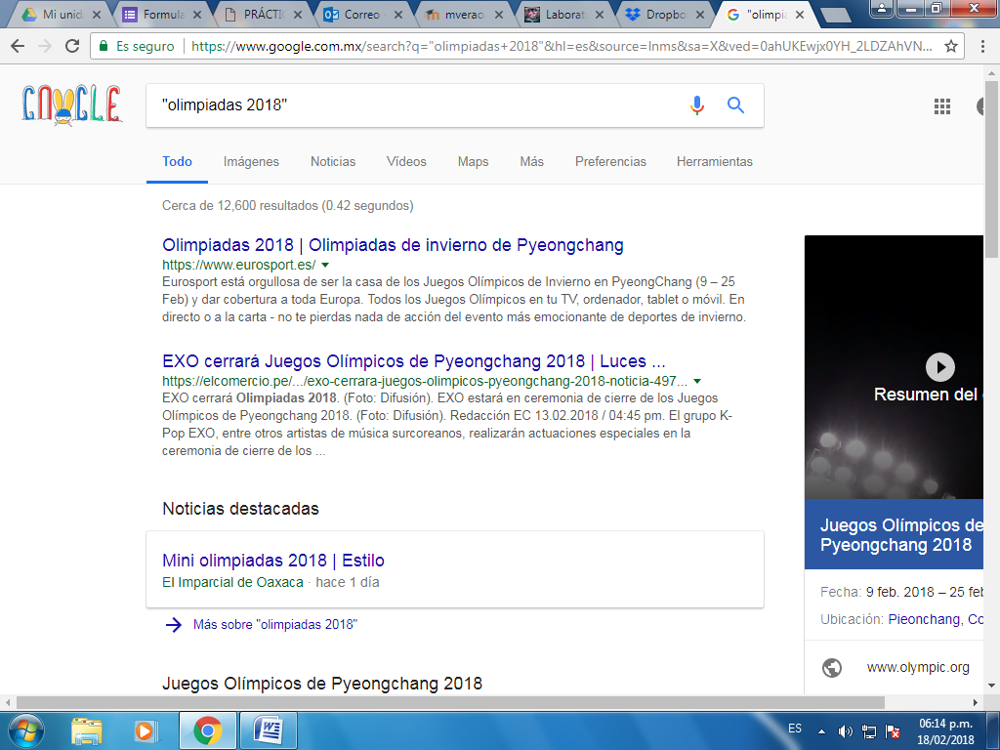 Mi unid
Formula
PRÁCTI
Correo -
mverao
Laborat
Dropbo
"olimpia
Es seguro
https://www.google.com.mx/search?q="olimpiadas+2018"&hl=es&source=lnms&sa=X&ved=0ahUKEwjx0YH_2LDZAhVN...
GOOGLE
"olimpiadas 2018"
Todo
Imágenes
Noticias
Vídeos
Maps
Más
Preferencias
Herramientas
Cerca de 12,600 resultados (0.42 segundos)
Olimpiadas 2018 | Olimpiadas de invierno de Pyeongchang
https://www.eurosport.es/
Eurosport está orgullosa de ser la casa de los Juegos Olímpicos de Invierno en PyeongChang (9 – 25
Feb) y dar cobertura a toda Europa. Todos los Juegos Olímpicos en tu TV, ordenador, tablet o móvil. En
directo o a la carta - no te pierdas nada de acción del evento más emocionante de deportes de invierno.
EXO cerrará Juegos Olímpicos de Pyeongchang 2018 | Luces ...
https://elcomercio.pe/.../exo-cerrara-juegos-olimpicos-pyeongchang-2018-noticia-497...
EXO cerrará Olimpiadas 2018. (Foto: Difusión). EXO estará en ceremonia de cierre de los Juegos
Olímpicos de Pyeongchang 2018. (Foto: Difusión). Redacción EC 13.02.2018 / 04:45 pm. El grupo K-
Pop EXO, entre otros artistas de música surcoreanos, realizarán actuaciones especiales en la
ceremonia de cierre de los ...
Noticias destacadas
Mini olimpiadas 2018 | Estilo
El Imparcial de Oaxaca · hace 1 día
Más sobre "olimpiadas 2018"
Juegos Olímpicos de Pyeongchang 2018
Resumen del
Juegos Olímpicos de
Pyeongchang 2018
Fecha: 9 feb. 2018 – 25 feb
Ubicación: Pieonchang, Co
www.olympic.org
ES
06:14 p.m.
18/02/2018